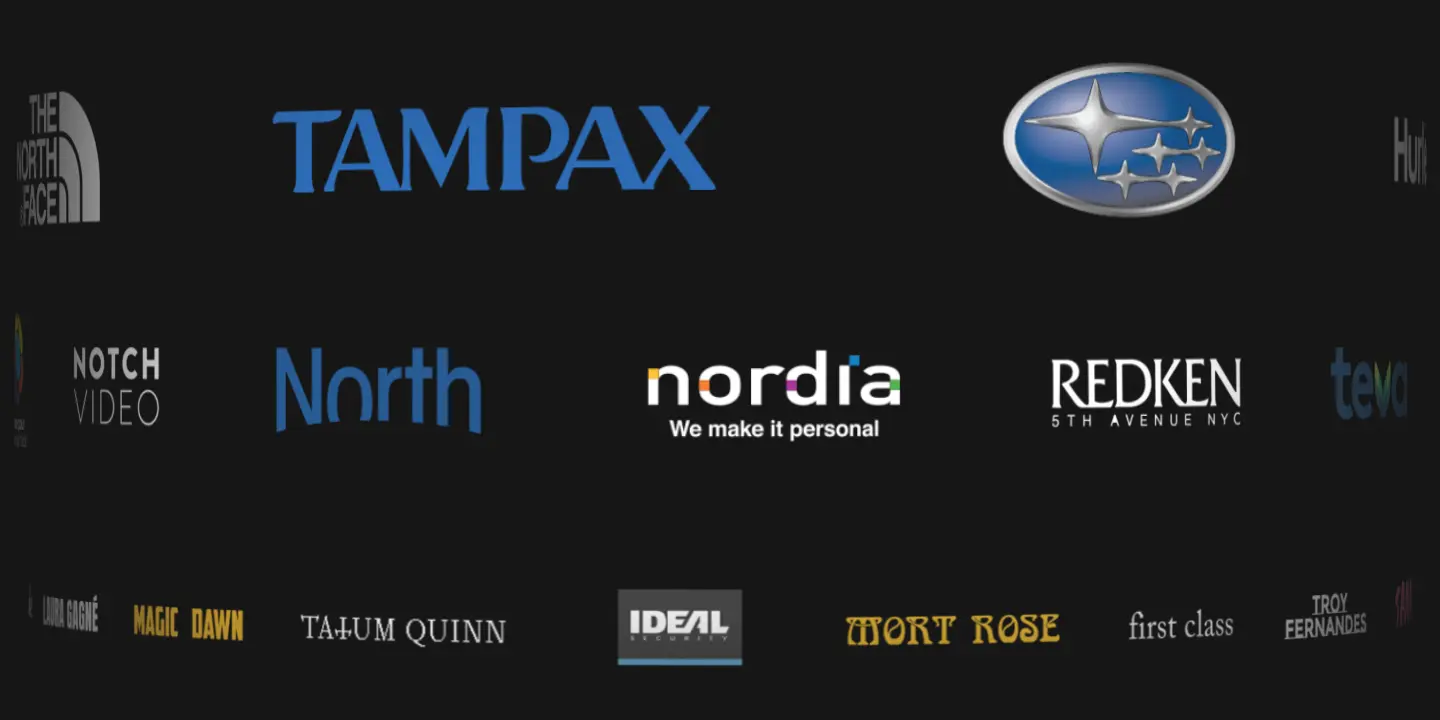 THE
NORTH
FACE
TAMPAX
NOTCH
VIDEO
North
nordia
We make it personal
REDKEN
5TH AVENUE NYC
teva
LAURA GAGNÉ
MAGIC DAWN
TATUM QUINN
IDEAL
SECURITY
MORT ROSE
first class
TROY
FERNANDES